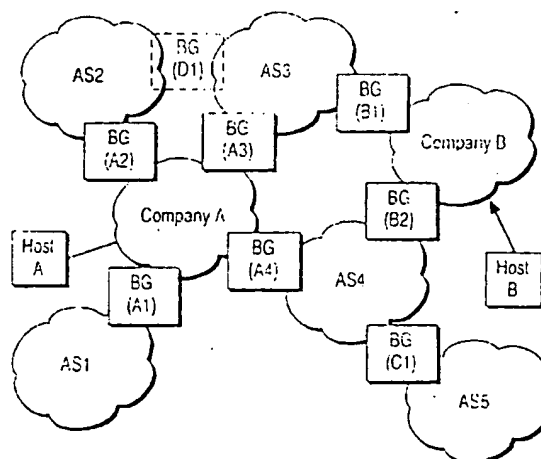 AS2
BG
(D1)
AS3
BG
(B1)
BG
(A2)
BG
(A3)
Company B
Company A
BG
(B2)
Host
A
BG
(A4)
AS4
Host
B
BG
(A1)
BG
(C1)
AS1
AS5